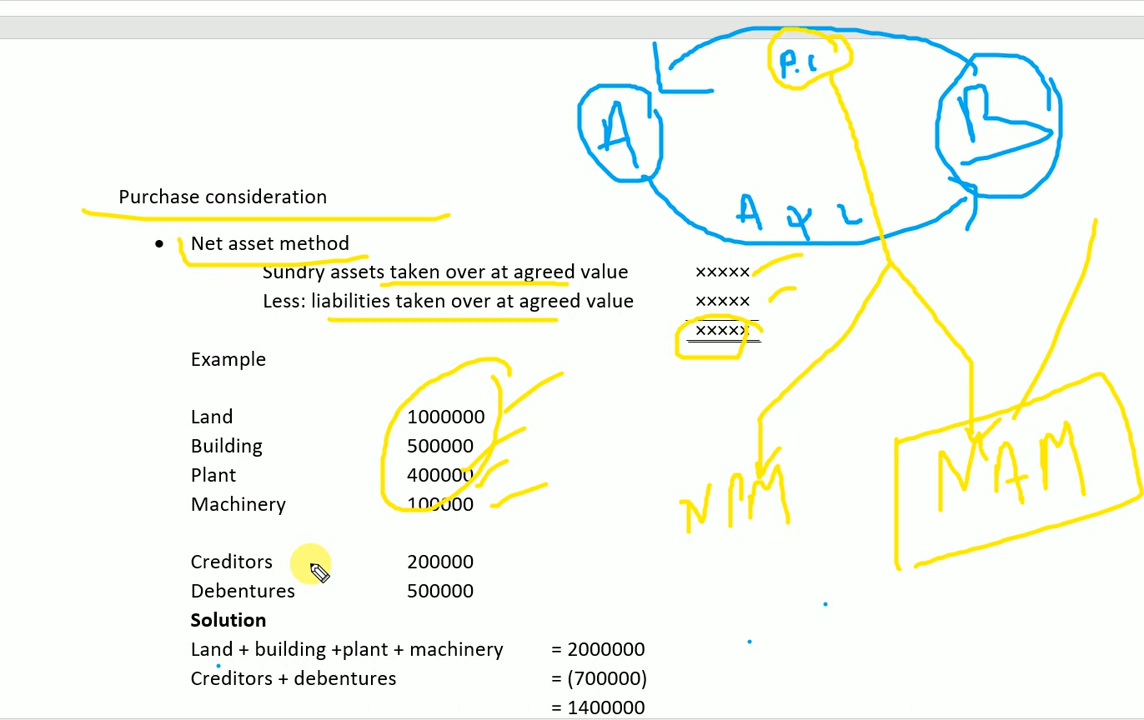 P.C
A
B
A & L
Purchase consideration
• Net asset method
Sundry assets taken over at agreed value ×××××
Less: liabilities taken over at agreed value ×××××
×××××
Example
Land 1000000
Building 500000
Plant 400000
Machinery 100000
NPM NAM
Creditors 200000
Debentures 500000
Solution
Land + building +plant + machinery = 2000000
Creditors + debentures = (700000)
= 1400000